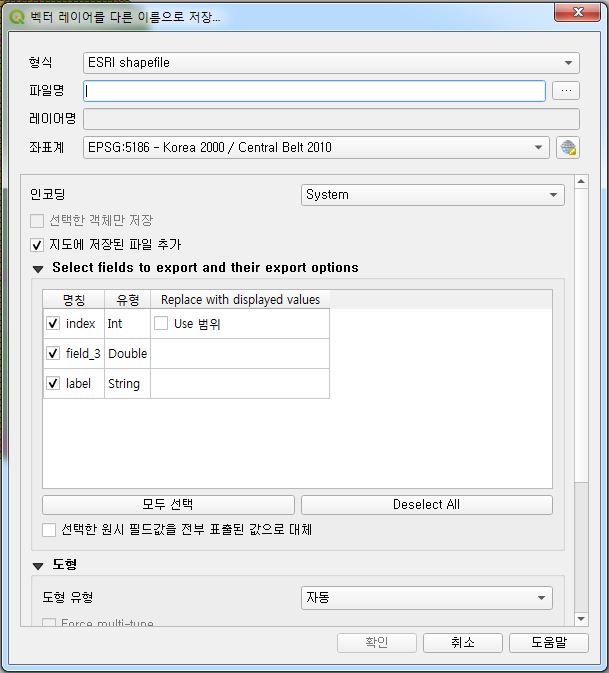 벡터 레이어를 다른 이름으로 저장...
형식 ESRI shapefile
파일명 ...
레이어명
좌표계 EPSG:5186 - Korea 2000 / Central Belt 2010
인코딩 System
선택한 객체만 저장
지도에 저장된 파일 추가
Select fields to export and their export options
명칭 유형 Replace with displayed values
index Int Use 범위
field_3 Double
label String
모두 선택 Deselect All
선택한 원시 필드값을 전부 표출된 값으로 대체
도형
도형 유형 자동
Force multi-type
확인 취소 도움말